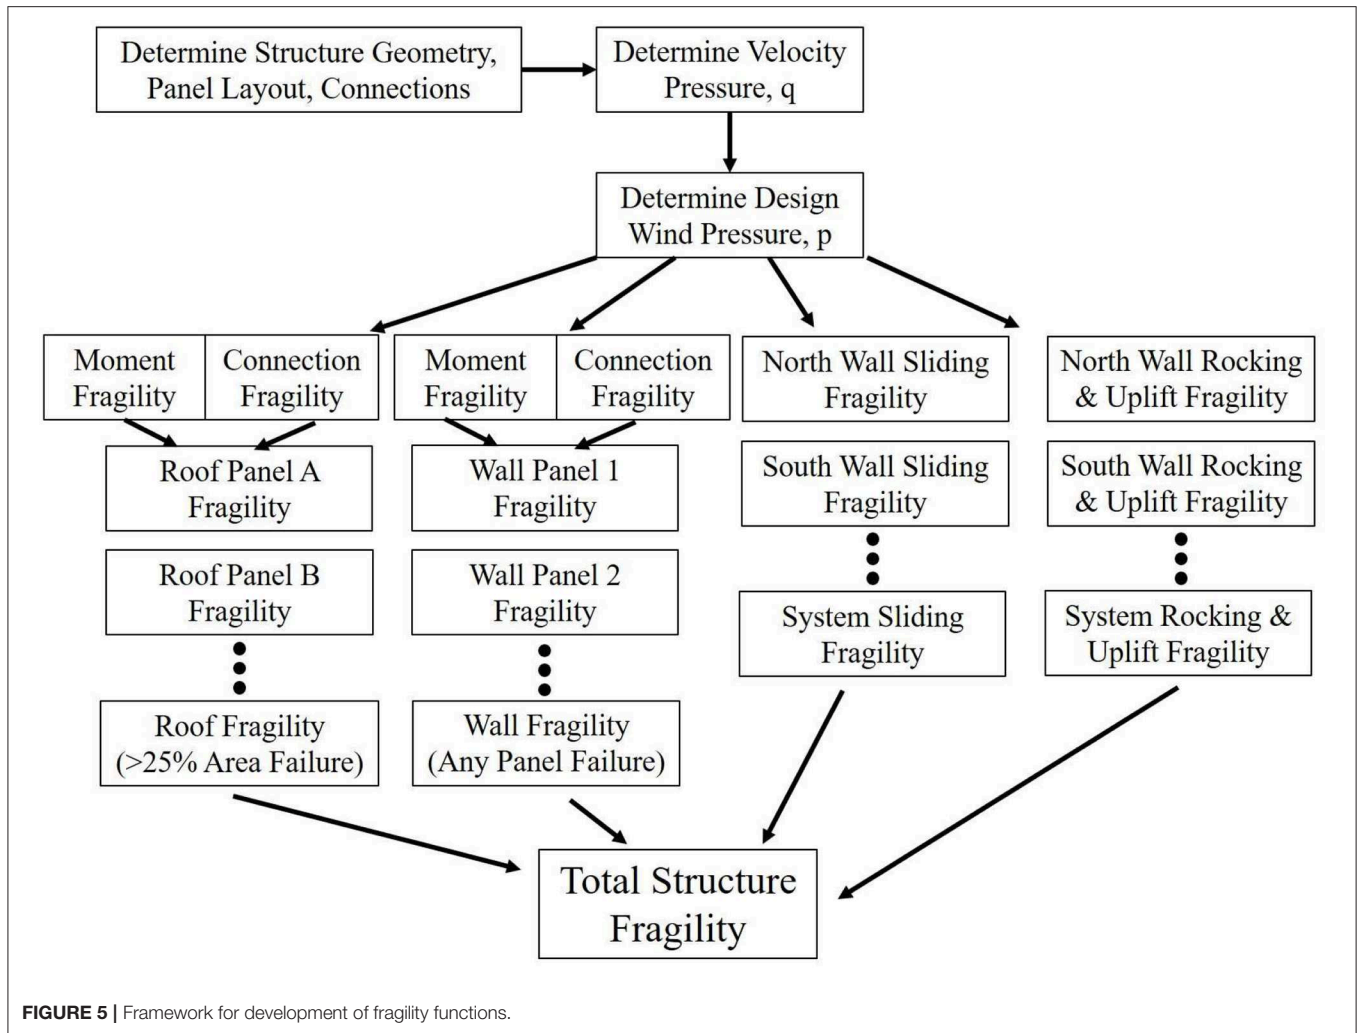 Determine Structure Geometry,
Panel Layout, Connections
Determine Velocity
Pressure, q
Determine Design
Wind Pressure, p
Moment
Fragility
Connection
Fragility
Moment
Fragility
Connection
Fragility
North Wall Sliding
Fragility
North Wall Rocking
& Uplift Fragility
Roof Panel A
Fragility
Wall Panel 1
Fragility
South Wall Sliding
Fragility
South Wall Rocking
& Uplift Fragility
Roof Panel B
Fragility
Wall Panel 2
Fragility
System Sliding
Fragility
System Rocking &
Uplift Fragility
Roof Fragility
(>25% Area Failure)
Wall Fragility
(Any Panel Failure)
Total Structure
Fragility
FIGURE 5 | Framework for development of fragility functions.